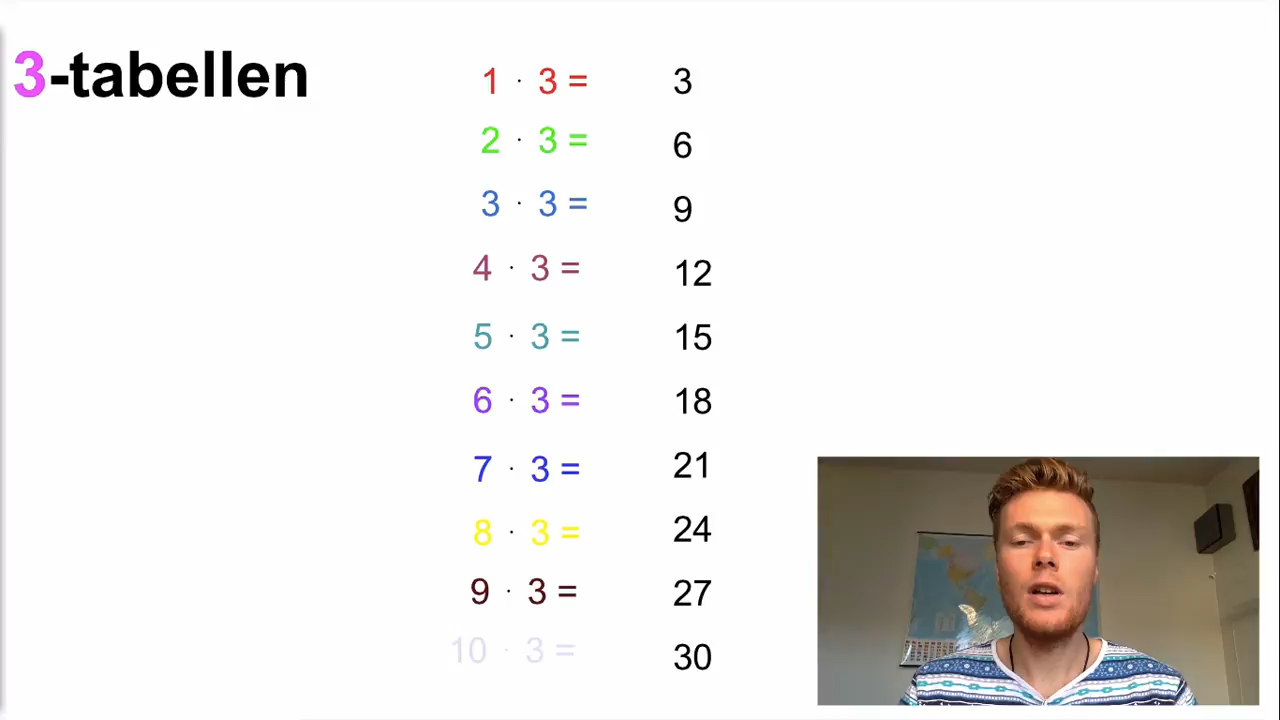 3-tabellen
1 · 3 = 3
2 · 3 = 6
3 · 3 = 9
4 · 3 = 12
5 · 3 = 15
6 · 3 = 18
7 · 3 = 21
8 · 3 = 24
9 · 3 = 27
10 · 3 = 30